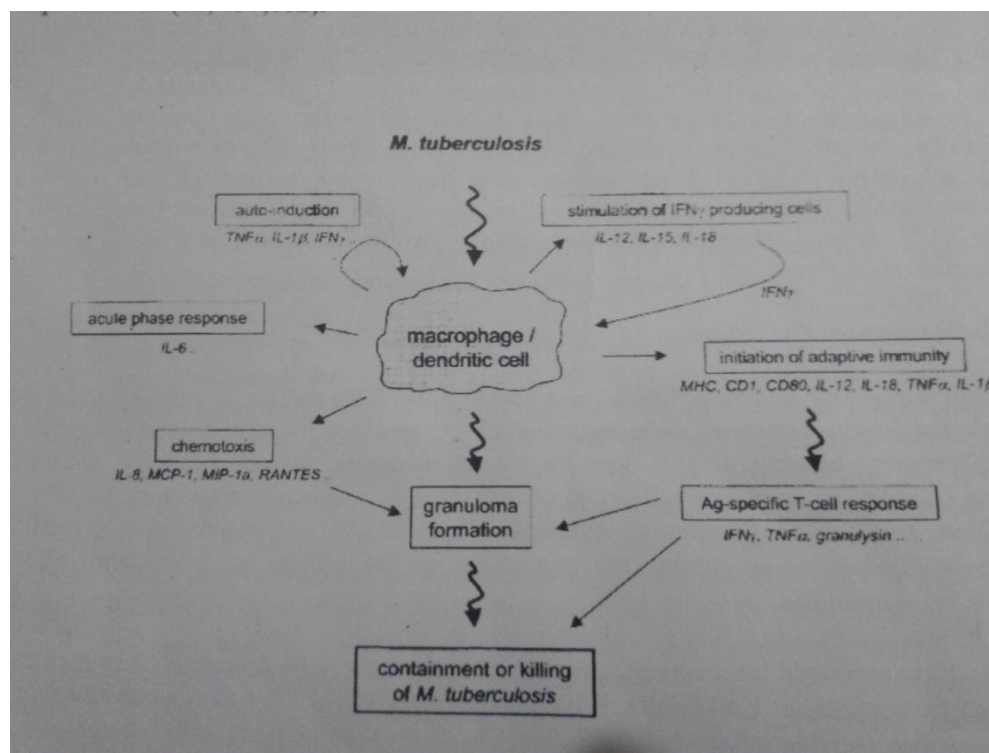 M. tuberculosis
auto-induction
TNFα, IL-1β, IFNγ ..
stimulation of IFNγ producing cells
IL-12, IL-15, IL-18
IFNγ
acute phase response
IL-6 ..
macrophage /
dendritic cell
initiation of adaptive immunity
MHC, CD1, CD80, IL-12, IL-18, TNFα, IL-1β
chemotoxis
IL-8, MCP-1, MIP-1a, RANTES ..
granuloma
formation
Ag-specific T-cell response
IFNγ, TNFα, granulysin ..
containment or killing
of M. tuberculosis